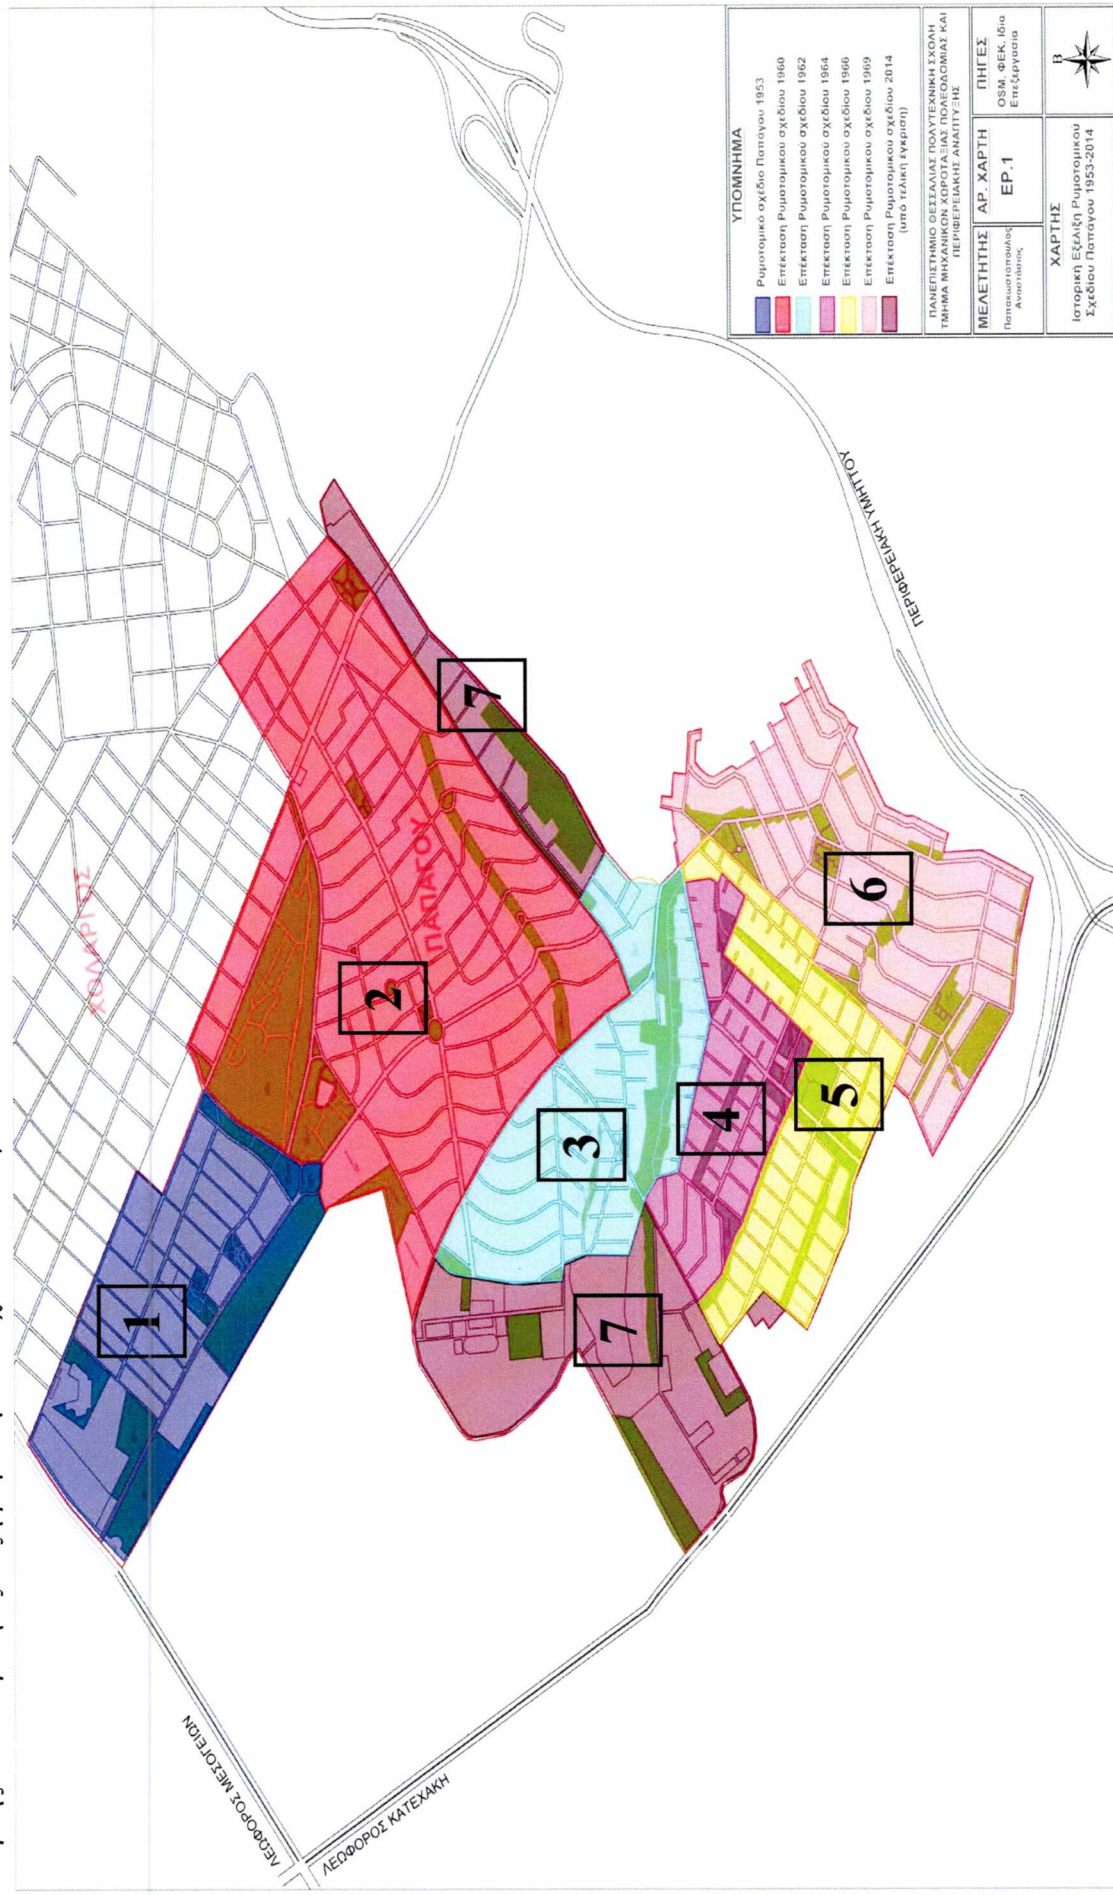 ΧΟΛΑΡΓΟΣ
ΠΑΠΑΓΟΥ
1
2
3
4
5
6
7
7
ΛΕΩΦΟΡΟΣ ΜΕΣΟΓΕΙΩΝ
ΛΕΩΦΟΡΟΣ ΚΑΤΕΧΑΚΗ
ΠΕΡΙΦΕΡΕΙΑΚΗ ΥΜΗΤΤΟΥ
ΥΠΟΜΝΗΜΑ
Ρυμοτομικό σχέδιο Παπάγου 1953
Επέκταση Ρυμοτομικού σχεδίου 1960
Επέκταση Ρυμοτομικού σχεδίου 1962
Επέκταση Ρυμοτομικού σχεδίου 1964
Επέκταση Ρυμοτομικού σχεδίου 1966
Επέκταση Ρυμοτομικού σχεδίου 1969
Επέκταση Ρυμοτομικού σχεδίου 2014
(υπό τελική έγκριση)
ΠΑΝΕΠΙΣΤΗΜΙΟ ΘΕΣΣΑΛΙΑΣ ΠΟΛΥΤΕΧΝΙΚΗ ΣΧΟΛΗ
ΤΜΗΜΑ ΜΗΧΑΝΙΚΩΝ ΧΩΡΟΤΑΞΙΑΣ ΠΟΛΕΟΔΟΜΙΑΣ ΚΑΙ
ΠΕΡΙΦΕΡΕΙΑΚΗΣ ΑΝΑΠΤΥΞΗΣ
ΜΕΛΕΤΗΤΗΣ
Παπακωστόπουλος
Αναστάσιος
ΑΡ. ΧΑΡΤΗ
ΕΡ.1
ΠΗΓΕΣ
OSM, ΦΕΚ, Ιδία
Επεξεργασία
ΧΑΡΤΗΣ
Ιστορική Εξέλιξη Ρυμοτομικού
Σχεδίου Παπάγου 1953-2014
Β